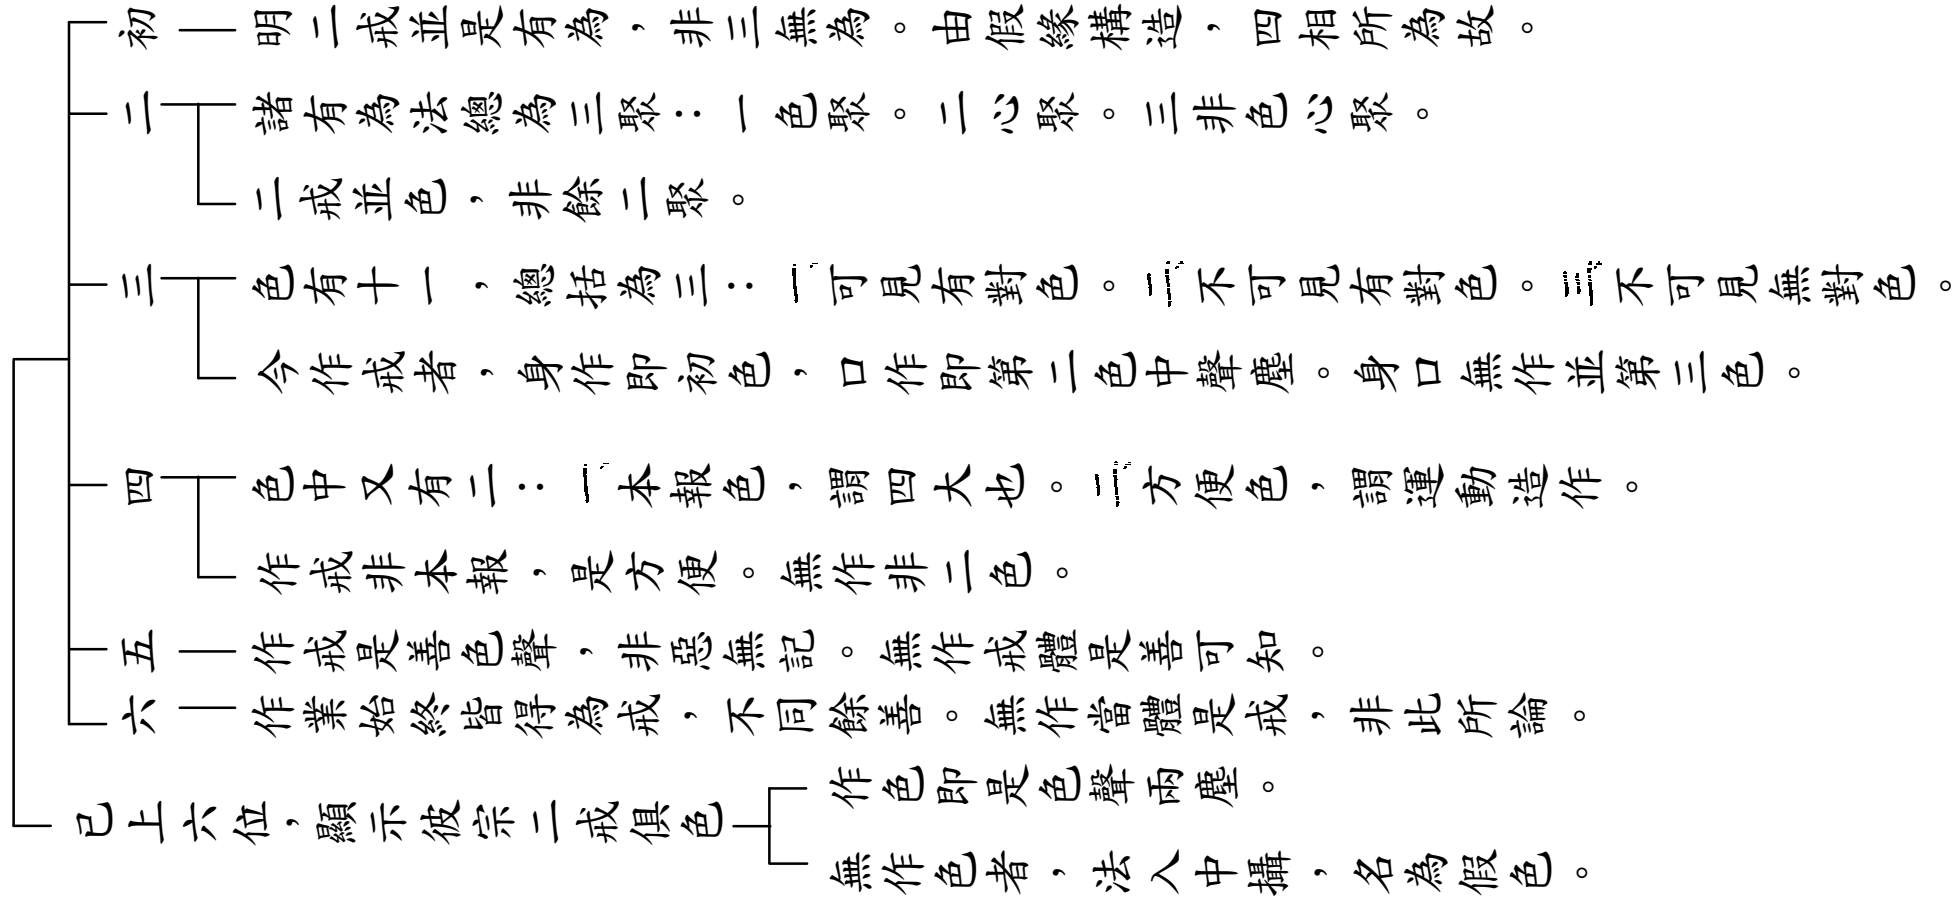 初
明二戒並是有為，非三無為。由假緣構造，四相所為故。
二
諸有為法總為三聚：一色聚。二心聚。三非色心聚。
二戒並色，非餘二聚。
三
色有十一，總括為三：一、可見有對色。二、不可見有對色。三、不可見無對色。
今作戒者，身作即初色，口作即第二色中聲塵。身口無作並第三色。
四
色中又有二：一、本報色，謂四大也。二、方便色，謂運動造作。
作戒非本報，是方便。無作非二色。
五
作戒是善色聲，非惡無記。無作戒體是善可知。
六
作業始終皆得為戒，不同餘善。無作當體是戒，非此所論。
已上六位，顯示彼宗二戒俱色
作色即是色聲兩塵。
無作色者，法入中攝，名為假色。